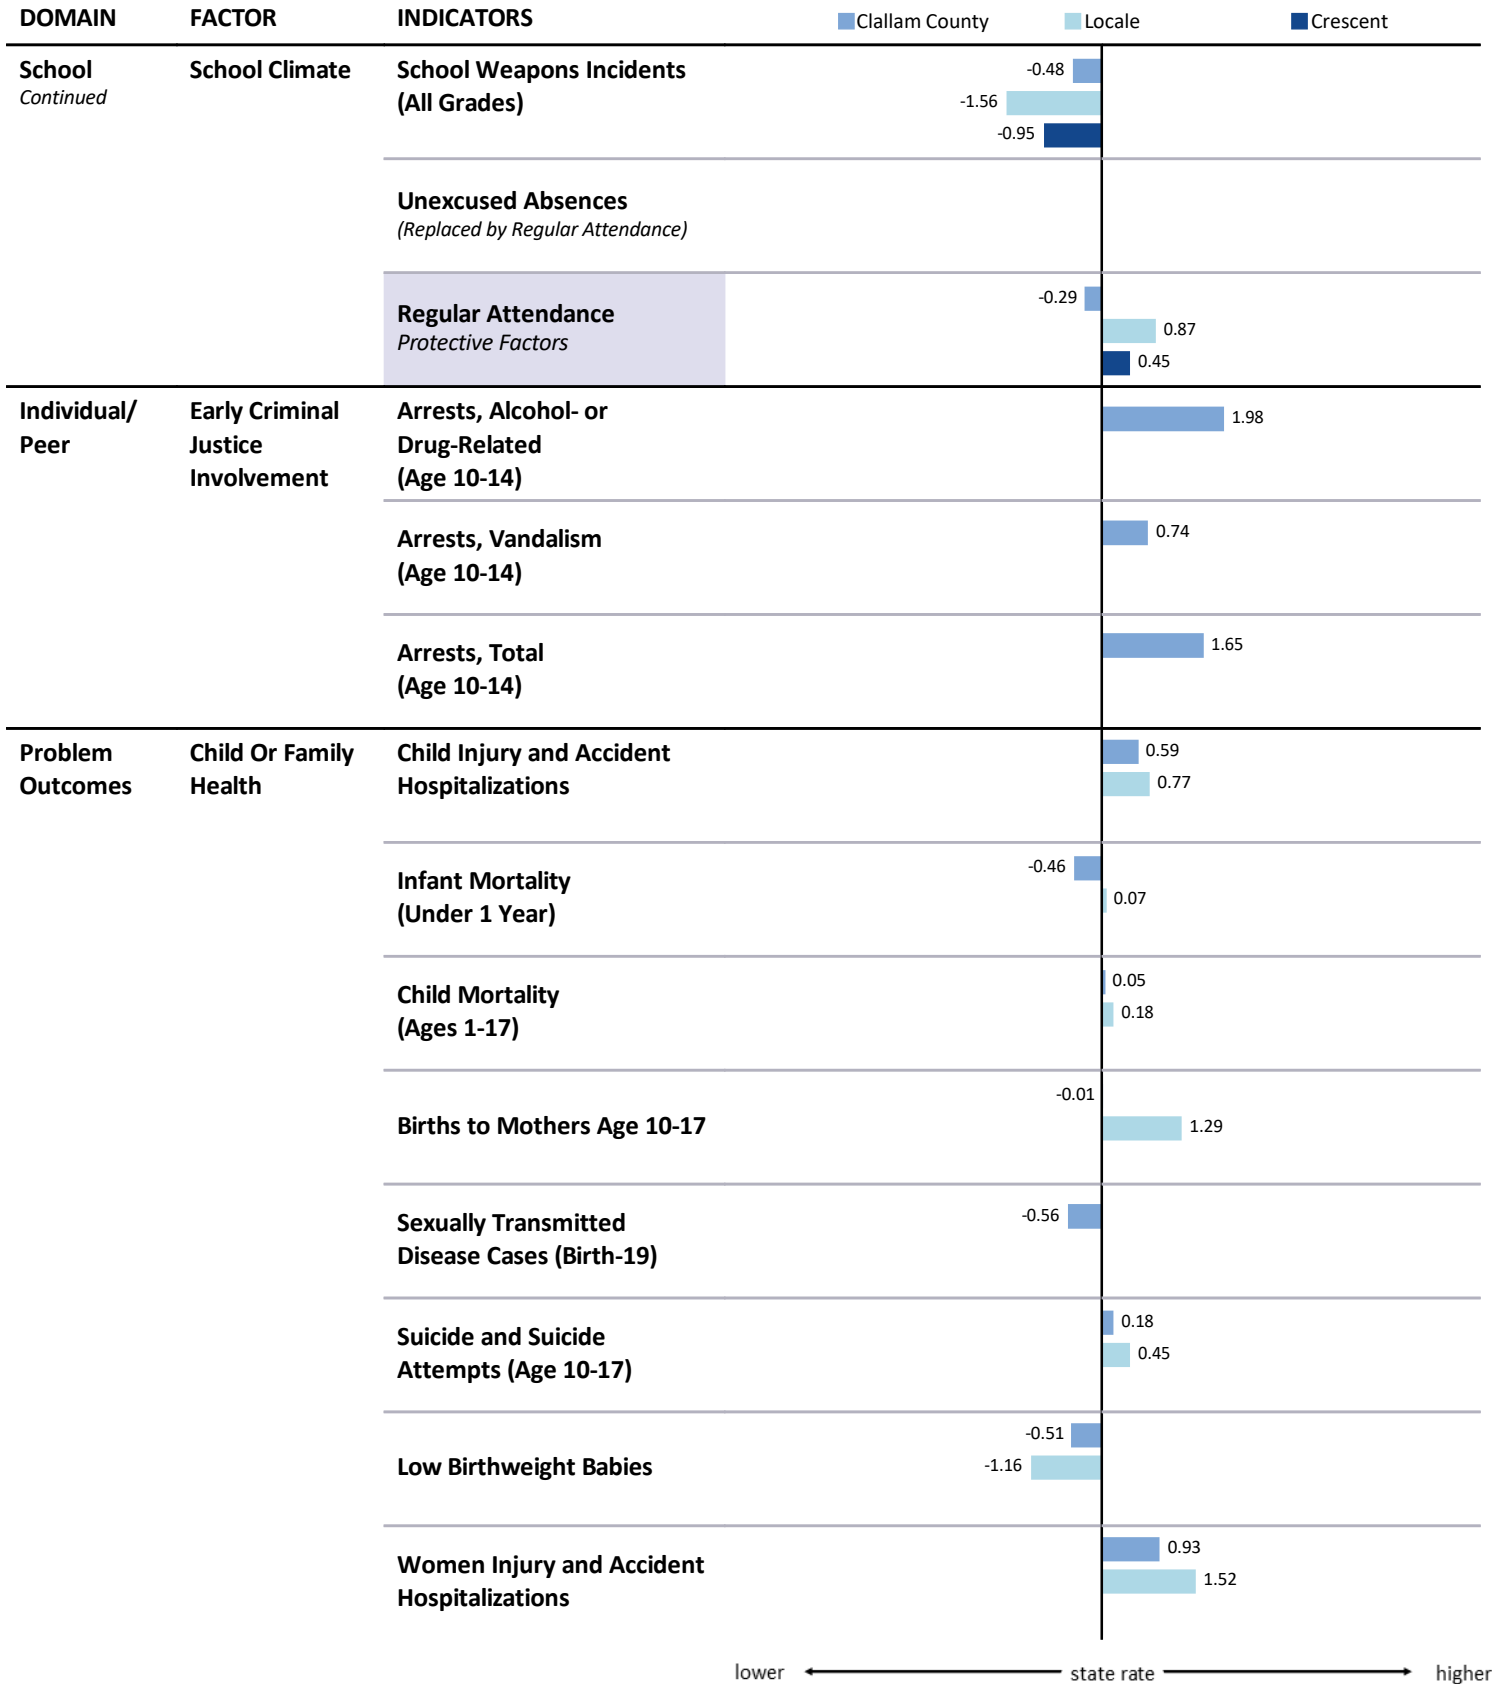 DOMAIN FACTOR INDICATORS Clallam County Locale Crescent
School School Climate School Weapons Incidents -0.48
Continued (All Grades) -1.56
-0.95
Unexcused Absences
(Replaced by Regular Attendance)
-0.29
Regular Attendance 0.87
Protective Factors 0.45
Individual/ Early Criminal Arrests, Alcohol- or 1.98
Peer Justice Drug-Related
Involvement (Age 10-14)
Arrests, Vandalism 0.74
(Age 10-14)
Arrests, Total 1.65
(Age 10-14)
Problem Child Or Family Child Injury and Accident 0.59
Outcomes Health Hospitalizations 0.77
-0.46
Infant Mortality 0.07
(Under 1 Year)
0.05
Child Mortality 0.18
(Ages 1-17)
-0.01
Births to Mothers Age 10-17 1.29
Sexually Transmitted -0.56
Disease Cases (Birth-19)
0.18
Suicide and Suicide 0.45
Attempts (Age 10-17)
-0.51
Low Birthweight Babies -1.16
0.93
Women Injury and Accident 1.52
Hospitalizations
lower state rate higher